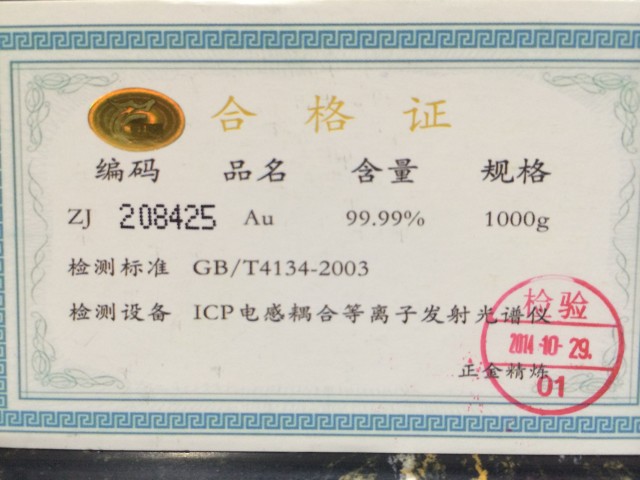 合格证
编码 品名 含量 规格
ZJ 208425 Au 99.99% 1000g
检测标准 GB/T4134-2003
检测设备 ICP电感耦合等离子发射光谱仪
检验
2014-10-29.
正金精炼
01